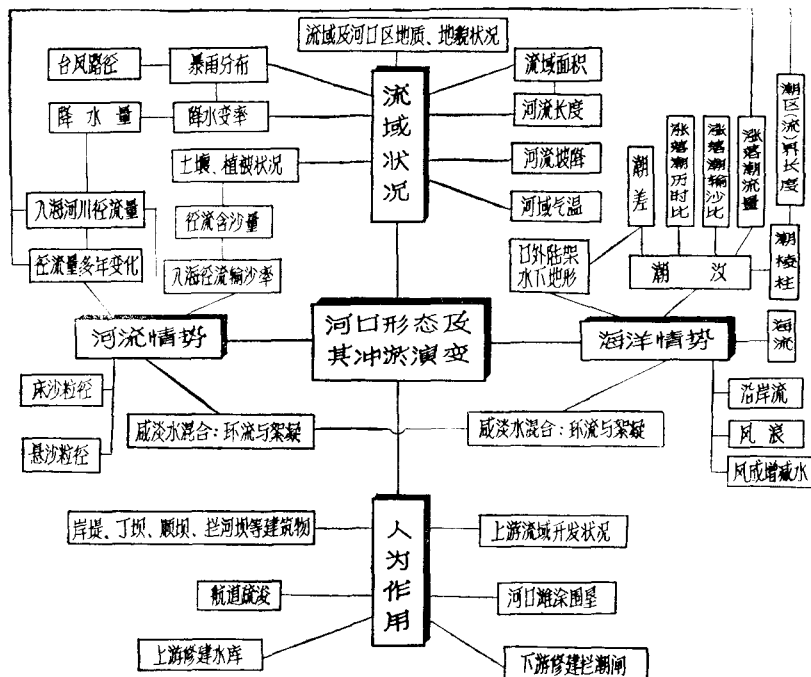 流域及河口区地质、地貌状况
台风路径
暴雨分布
降水量
降水变率
土壤、植被状况
入海河川径流量
径流含沙量
径流量多年变化
入海径流输沙率
流域状况
流域面积
河流长度
河流坡降
河域气温
潮差
涨落潮历时比
涨落潮输沙比
涨落潮流量
潮区(流)界长度
口外陆架
水下地形
潮汐
潮棱柱
河流情势
河口形态及
其冲淤演变
海洋情势
海流
床沙粒径
悬沙粒径
咸淡水混合:环流与絮凝
咸淡水混合:环流与絮凝
沿岸流
风浪
风成增减水
岸堤、丁坝、顺坝、拦河坝等建筑物
航道疏浚
上游修建水库
人为作用
上游流域开发状况
河口滩涂围垦
下游修建拦潮闸